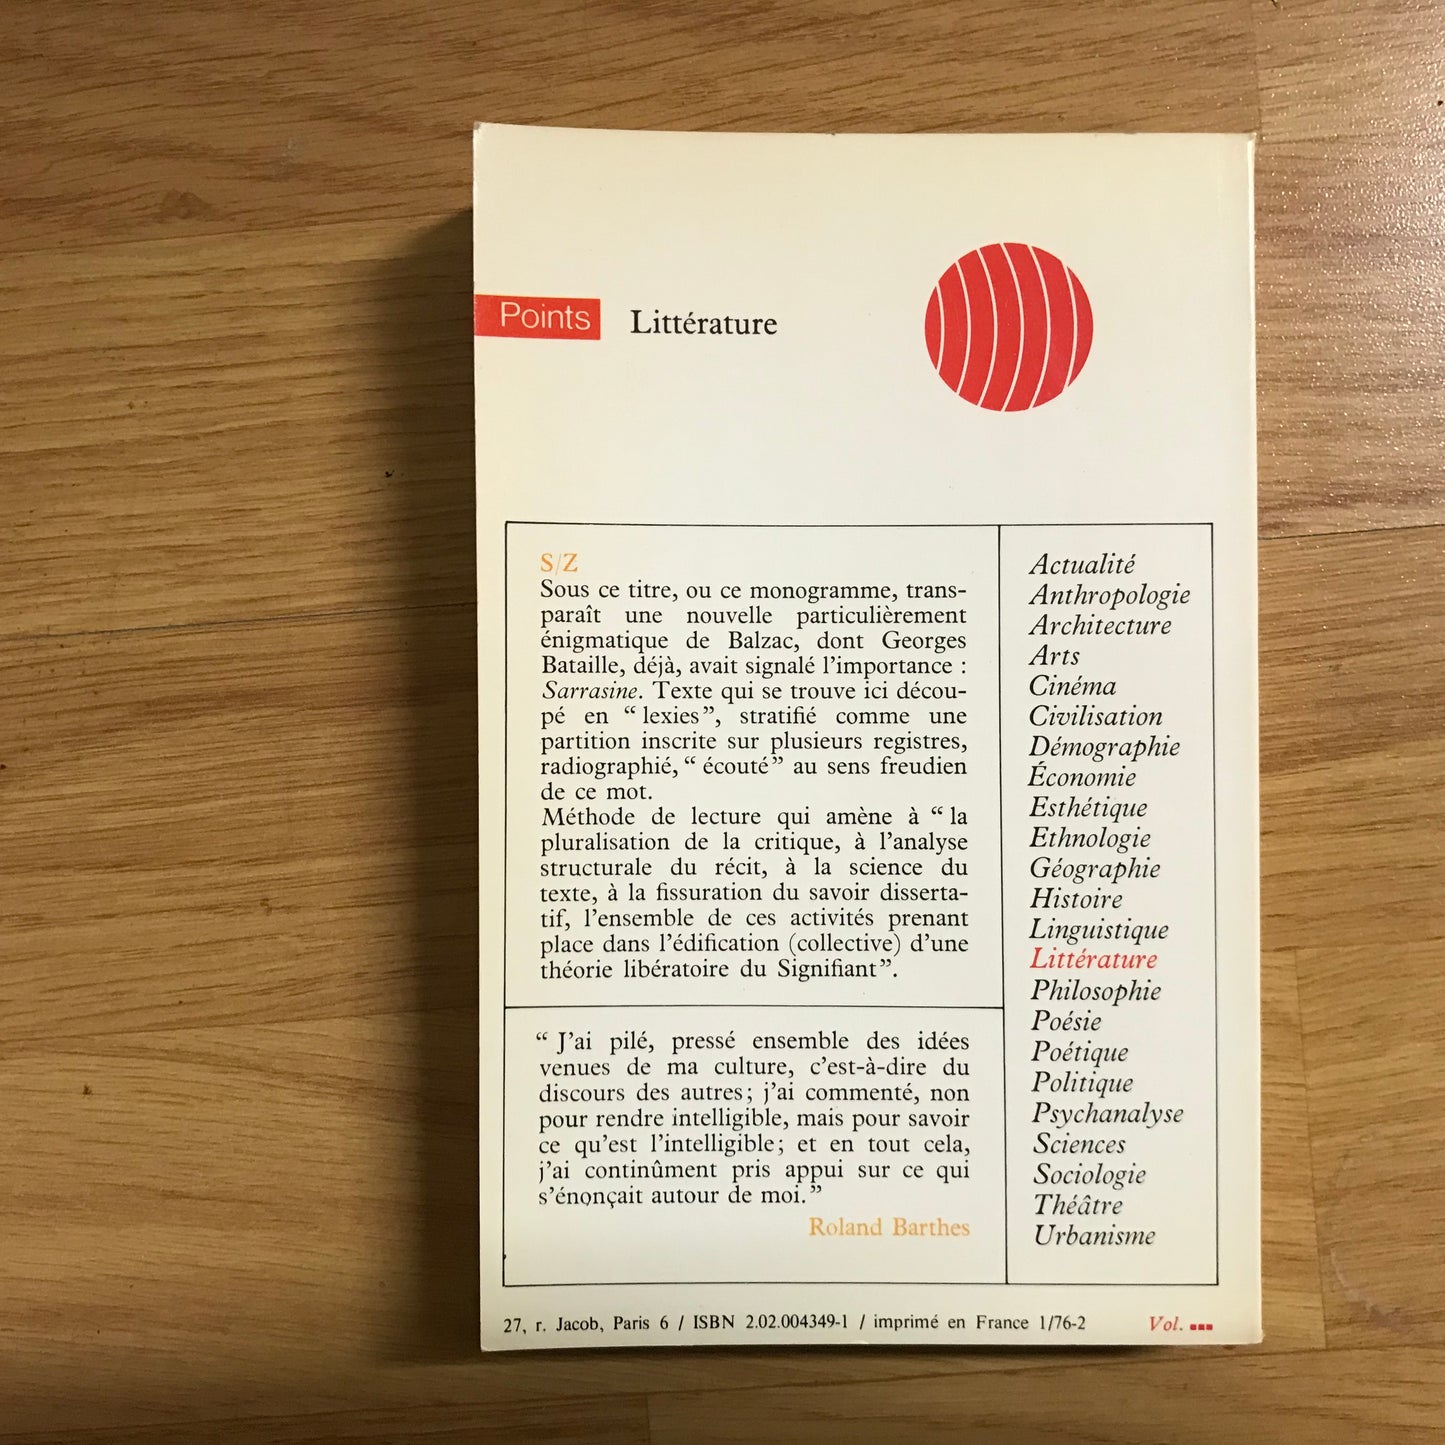 Points Littérature
S/Z
Sous ce titre, ou ce monogramme, trans-
paraît une nouvelle particulièrement
énigmatique de Balzac, dont Georges
Bataille, déjà, avait signalé l'importance :
Sarrasine. Texte qui se trouve ici décou-
pé en “ lexies”, stratifié comme une
partition inscrite sur plusieurs registres,
radiographié, “ écouté” au sens freudien
de ce mot.
Méthode de lecture qui amène à “ la
pluralisation de la critique, à l'analyse
structurale du récit, à la science du
texte, à la fissuration du savoir disserta-
tif, l'ensemble de ces activités prenant
place dans l'édification (collective) d'une
théorie libératoire du Signifiant”.
“ J'ai pilé, pressé ensemble des idées
venues de ma culture, c'est-à-dire du
discours des autres; j'ai commenté, non
pour rendre intelligible, mais pour savoir
ce qu'est l'intelligible; et en tout cela,
j'ai continûment pris appui sur ce qui
s'énonçait autour de moi.”
Roland Barthes
Actualité
Anthropologie
Architecture
Arts
Cinéma
Civilisation
Démographie
Économie
Esthétique
Ethnologie
Géographie
Histoire
Linguistique
Littérature
Philosophie
Poésie
Poétique
Politique
Psychanalyse
Sciences
Sociologie
Théâtre
Urbanisme
27, r. Jacob, Paris 6 / ISBN 2.02.004349-1 / imprimé en France 1/76-2 Vol. ▪▪▪